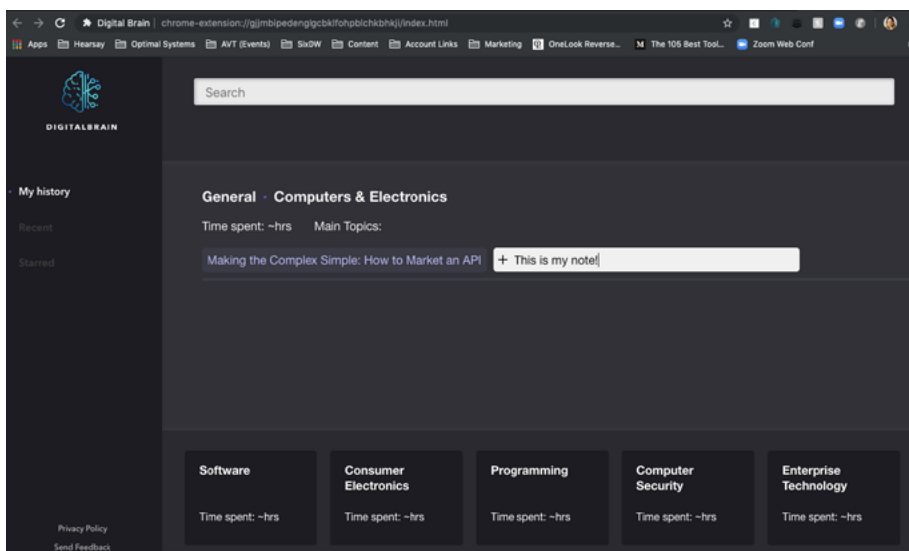 Digital Brain | chrome-extension://gjjmbipedenglgcbklfohpblchkbhkjl/index.html
Apps Hearsay Optimal Systems AVT (Events) SixDW Content Account Links Marketing OneLook Reverse... M The 105 Best Tool... Zoom Web Conf
DIGITALBRAIN
Search
My history
Recent
Starred
General · Computers & Electronics
Time spent: ~hrs Main Topics:
Making the Complex Simple: How to Market an API + This is my note!
Software
Time spent: ~hrs
Consumer
Electronics
Time spent: ~hrs
Programming
Time spent: ~hrs
Computer
Security
Time spent: ~hrs
Enterprise
Technology
Time spent: ~hrs
Privacy Policy
Send Feedback